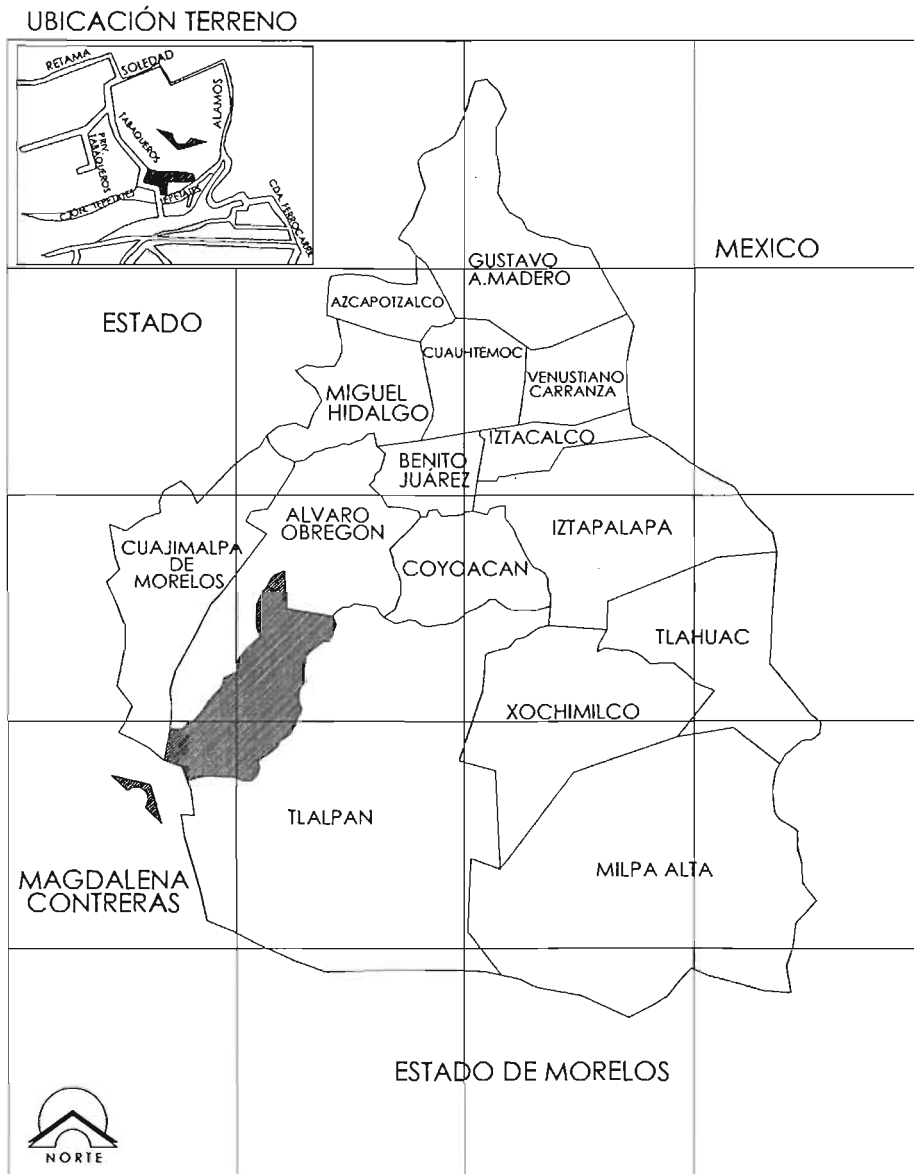 UBICACIÓN TERRENO
RETAMA
SOLEDAD
ALAMOS
TABAQUEROS
PRIV.
TABAQUEROS
CJON. TEPETATES
TEPETATES
CDA. FERROCARRIL
MEXICO
ESTADO
GUSTAVO
A.MADERO
AZCAPOTZALCO
CUAUHTEMOC
VENUSTIANO
CARRANZA
MIGUEL
HIDALGO
IZTACALCO
BENITO
JUÁREZ
ALVARO
OBREGON
IZTAPALAPA
CUAJIMALPA
DE
MORELOS
COYOACAN
TLAHUAC
XOCHIMILCO
TLALPAN
MILPA ALTA
MAGDALENA
CONTRERAS
ESTADO DE MORELOS
NORTE